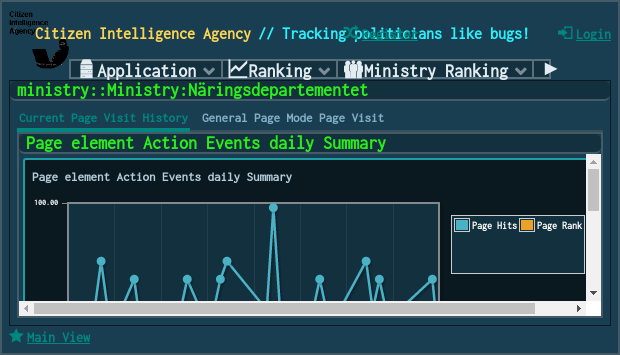 Citizen
Intelligence
Agency
Citizen Intelligence Agency // Tracking politicians like bugs!
Login
Application Ranking Ministry Ranking
ministry::Ministry:Näringsdepartementet
Current Page Visit History General Page Mode Page Visit
Page element Action Events daily Summary
Page element Action Events daily Summary
100.00
Page Hits Page Rank
Main View